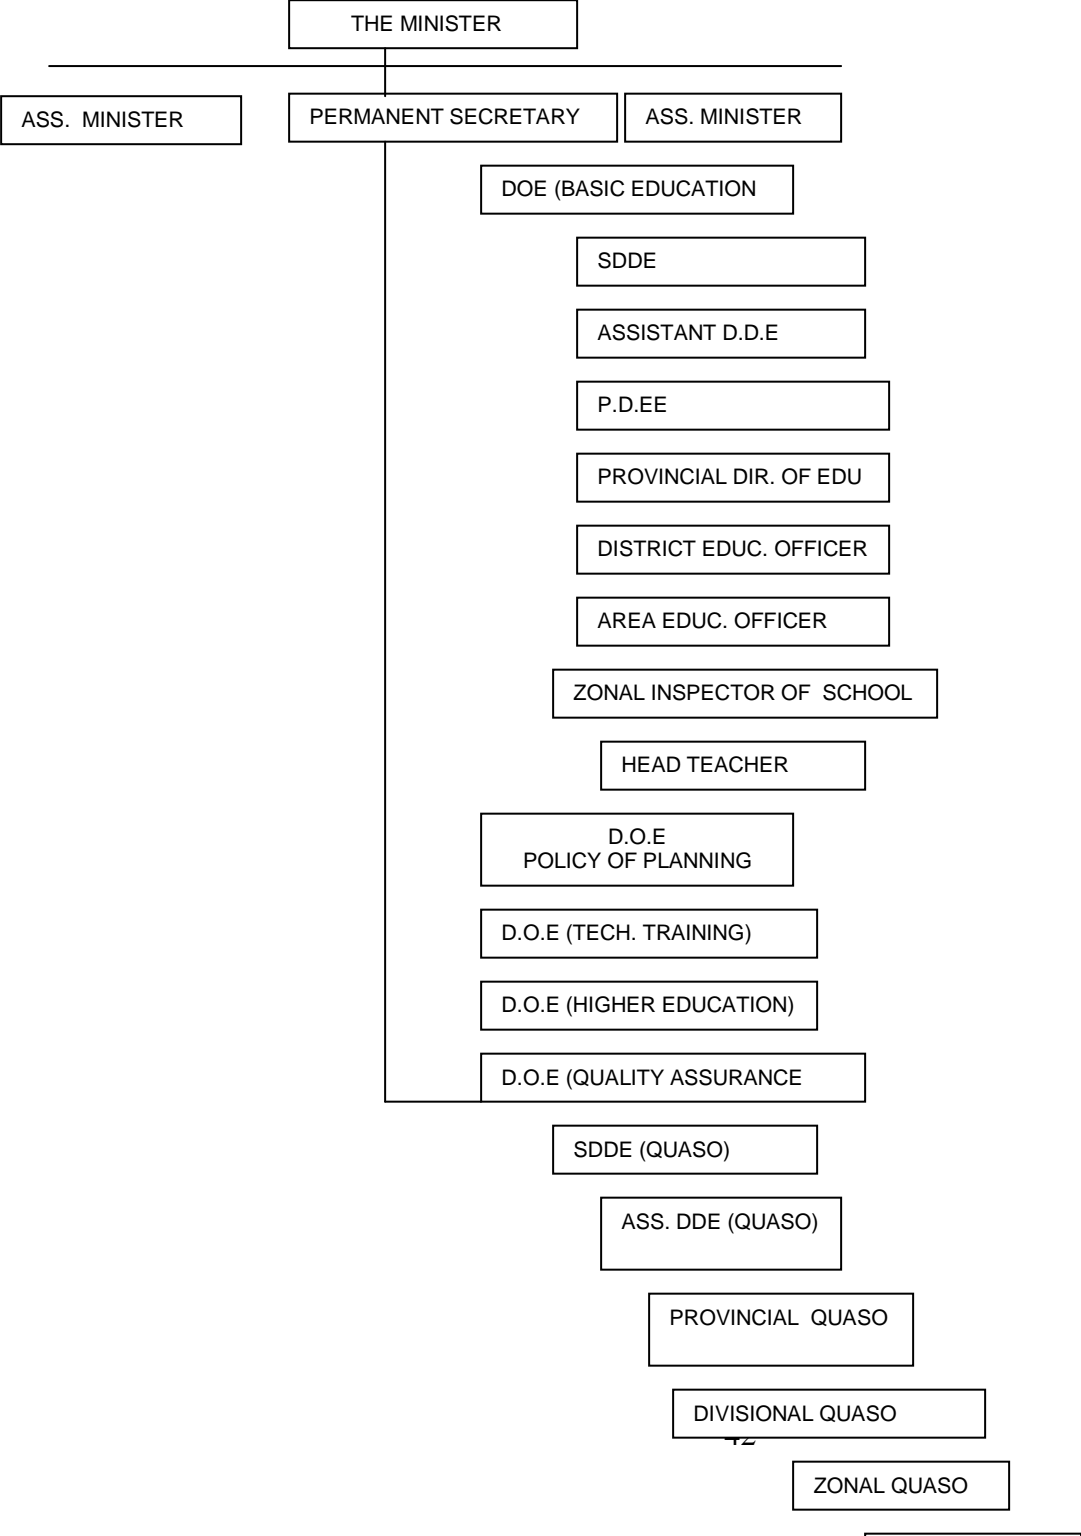 THE MINISTER
ASS. MINISTER
PERMANENT SECRETARY
ASS. MINISTER
DOE (BASIC EDUCATION
SDDE
ASSISTANT D.D.E
P.D.EE
PROVINCIAL DIR. OF EDU
DISTRICT EDUC. OFFICER
AREA EDUC. OFFICER
ZONAL INSPECTOR OF SCHOOL
HEAD TEACHER
D.O.E
POLICY OF PLANNING
D.O.E (TECH. TRAINING)
D.O.E (HIGHER EDUCATION)
D.O.E (QUALITY ASSURANCE
SDDE (QUASO)
ASS. DDE (QUASO)
PROVINCIAL QUASO
DIVISIONAL QUASO
ZONAL QUASO